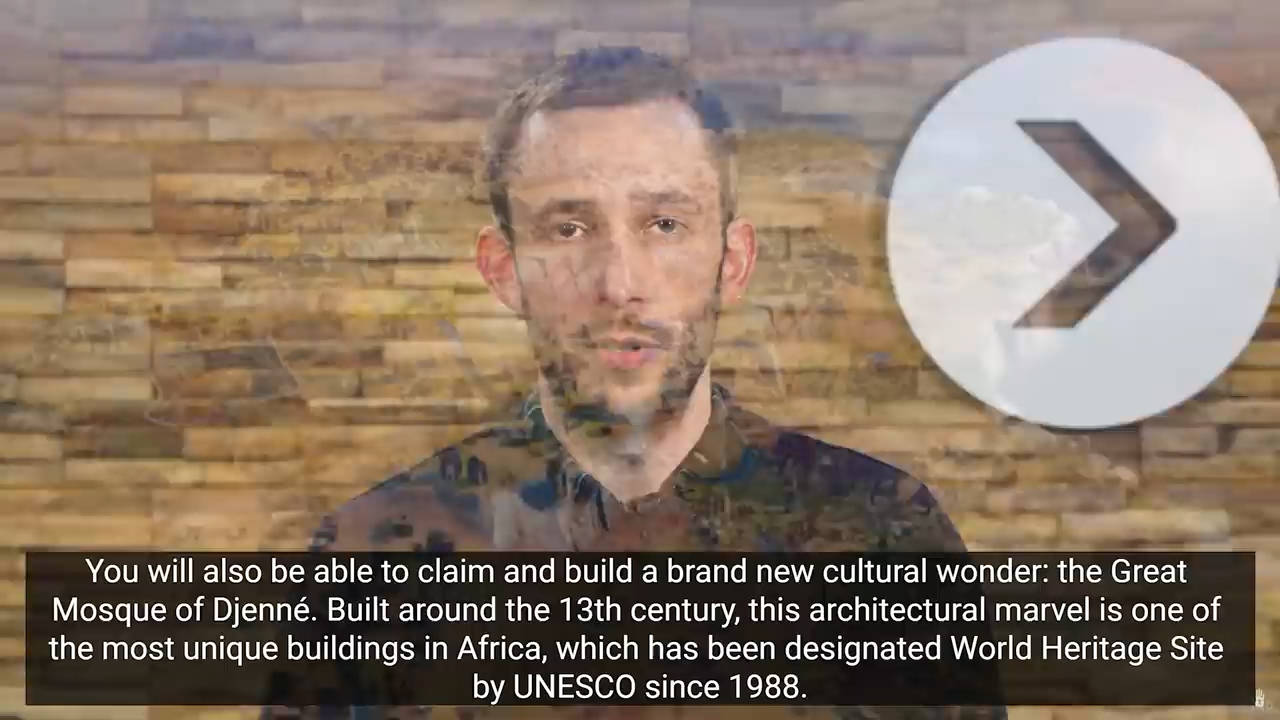 You will also be able to claim and build a brand new cultural wonder: the Great
Mosque of Djenné. Built around the 13th century, this architectural marvel is one of
the most unique buildings in Africa, which has been designated World Heritage Site
by UNESCO since 1988.